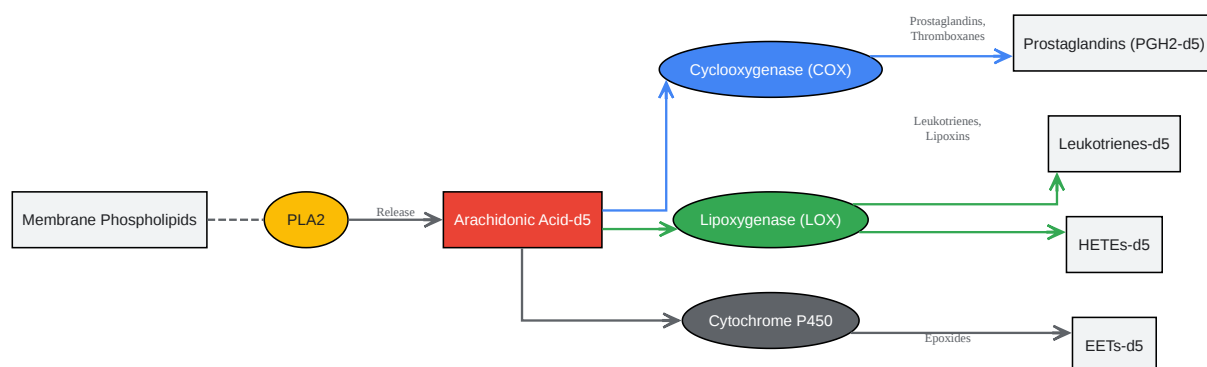 Prostaglandins,
Thromboxanes
Cyclooxygenase (COX)
Prostaglandins (PGH2-d5)
Leukotrienes,
Lipoxins
Leukotrienes-d5
Membrane Phospholipids
PLA2
Release
Arachidonic Acid-d5
Lipoxygenase (LOX)
HETEs-d5
Cytochrome P450
Epoxides
EETs-d5